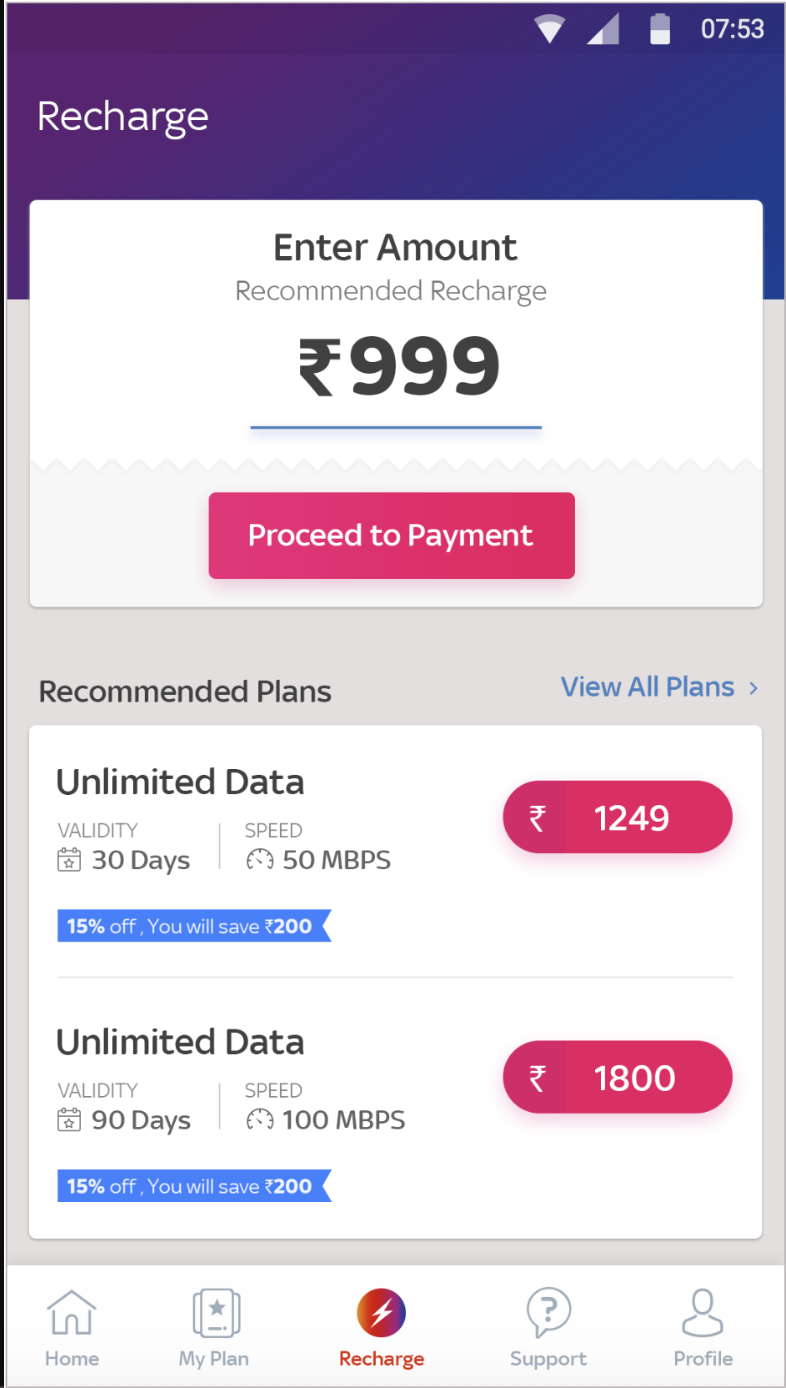 07:53
Recharge
Enter Amount
Recommended Recharge
₹999
Proceed to Payment
Recommended Plans
View All Plans >
Unlimited Data
₹ 1249
VALIDITY
30 Days
SPEED
50 MBPS
15% off , You will save ₹200
Unlimited Data
₹ 1800
VALIDITY
90 Days
SPEED
100 MBPS
15% off , You will save ₹200
Home
My Plan
Recharge
Support
Profile